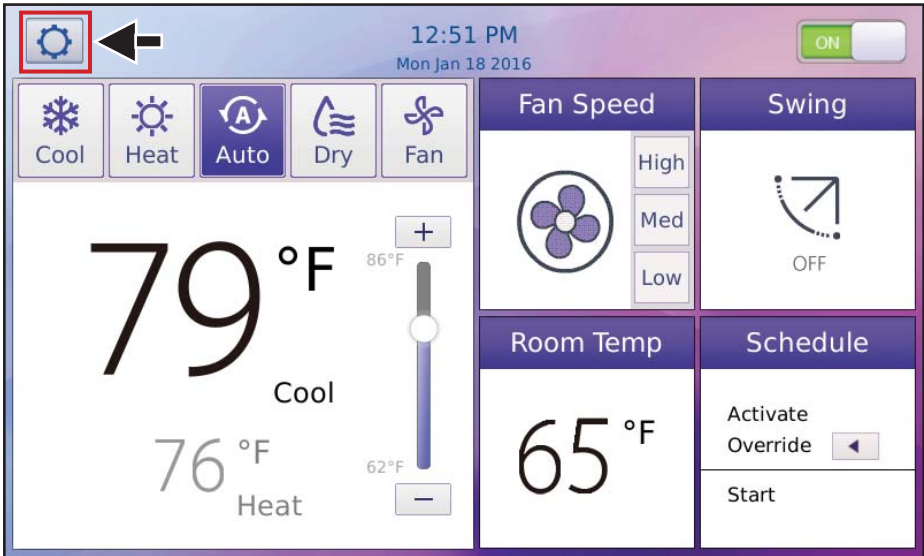 12:51 PM
Mon Jan 18 2016
ON
Cool
Heat
A
Auto
Dry
Fan
79 °F
Cool
76 °F
Heat
+
86°F
62°F
−
Fan Speed
High
Med
Low
Swing
OFF
Room Temp
65 °F
Schedule
Activate
Override
Start